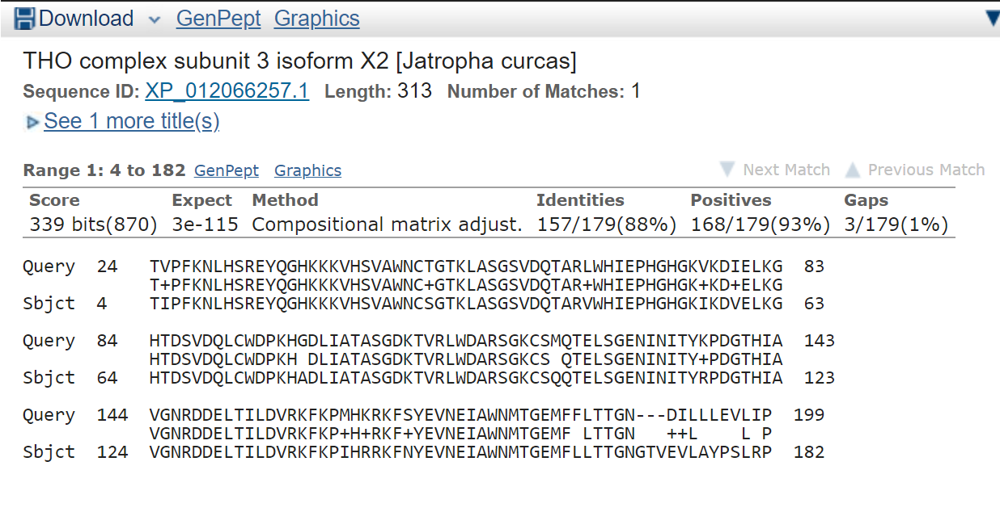 Download GenPept Graphics
THO complex subunit 3 isoform X2 [Jatropha curcas]
Sequence ID: XP_012066257.1 Length: 313 Number of Matches: 1
See 1 more title(s)
Range 1: 4 to 182 GenPept Graphics Next Match Previous Match
Score Expect Method Identities Positives Gaps
339 bits(870) 3e-115 Compositional matrix adjust. 157/179(88%) 168/179(93%) 3/179(1%)
Query 24 TVPFKNLHSREYQGHKKKVHSVAWNCTGTKLASGSVDQTARLWHIEPHGHGKVKDIELKG 83
T+PFKNLHSREYQGHKKKVHSVAWNC+GTKLASGSVDQTAR+WHIEPHGHGK+KD+ELKG
Sbjct 4 TIPFKNLHSREYQGHKKKVHSVAWNCSGTKLASGSVDQTARVWHIEPHGHGKIKDVELKG 63
Query 84 HTDSVDQLCWDPKHGDLIATASGDKTVRLWDARSGKCSMQTELSGENINITYKPDGTHIA 143
HTDSVDQLCWDPKH DLIATASGDKTVRLWDARSGKCS QTELSGENINITY+PDGTHIA
Sbjct 64 HTDSVDQLCWDPKHADLIATASGDKTVRLWDARSGKCSQQTELSGENINITYRPDGTHIA 123
Query 144 VGNRDDELTILDVRKFKPMHKRKFSYEVNEIAWNMTGEMFFLTTGN---DILLLEVLIP 199
VGNRDDELTILDVRKFKP+H+RKF+YEVNEIAWNMTGEMF LTTGN   ++L    L P
Sbjct 124 VGNRDDELTILDVRKFKPIHRRKFNYEVNEIAWNMTGEMFLLTTGNGTVEVLAYPSLRP 182